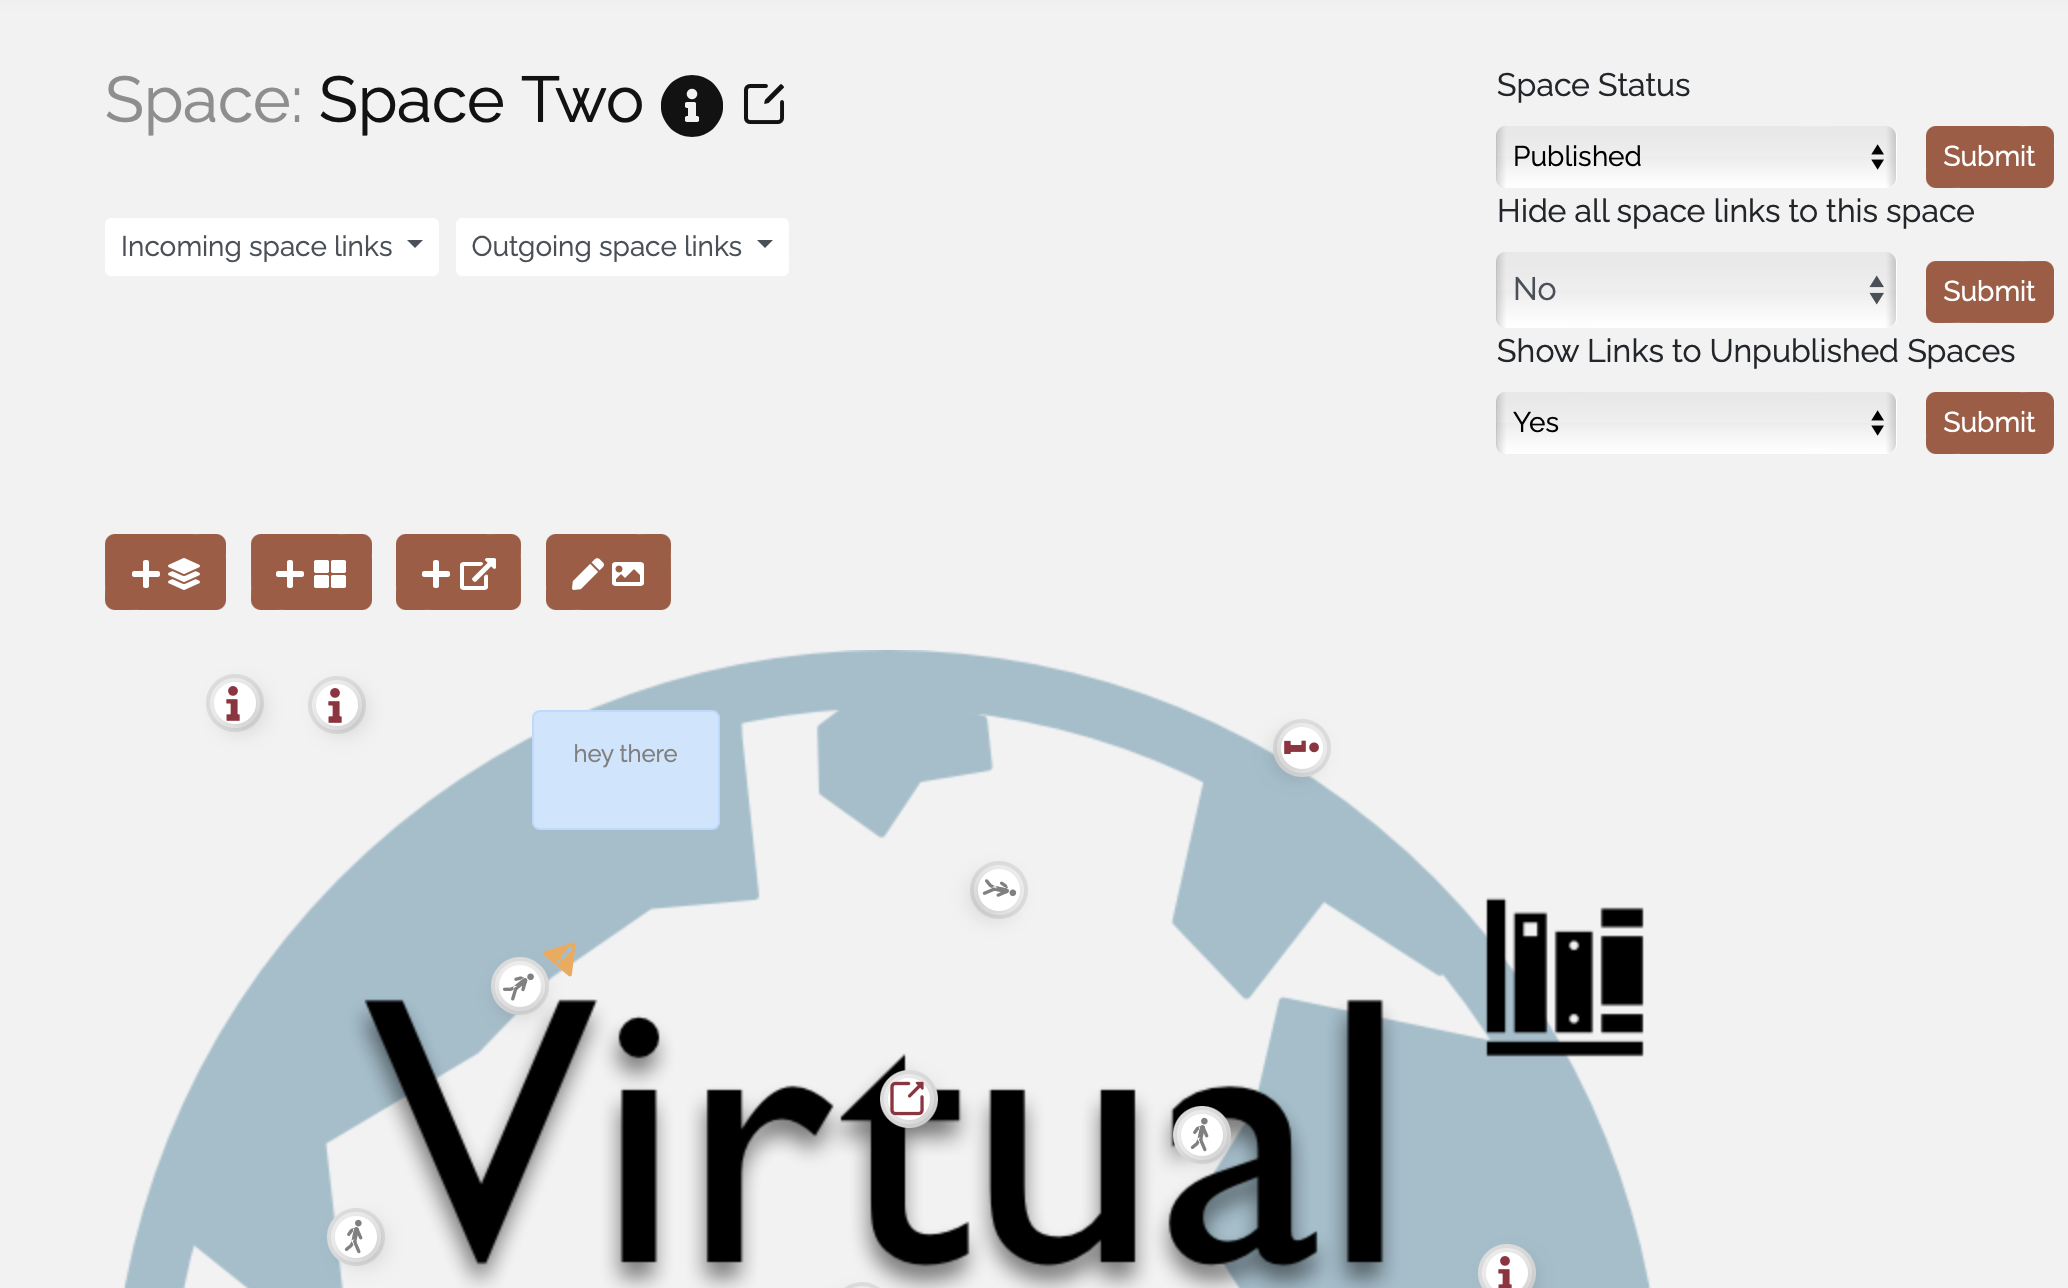 Space: Space Two
Space Status
Published
Submit
Hide all space links to this space
Incoming space links
Outgoing space links
No
Submit
Show Links to Unpublished Spaces
Yes
Submit
hey there
Virtual